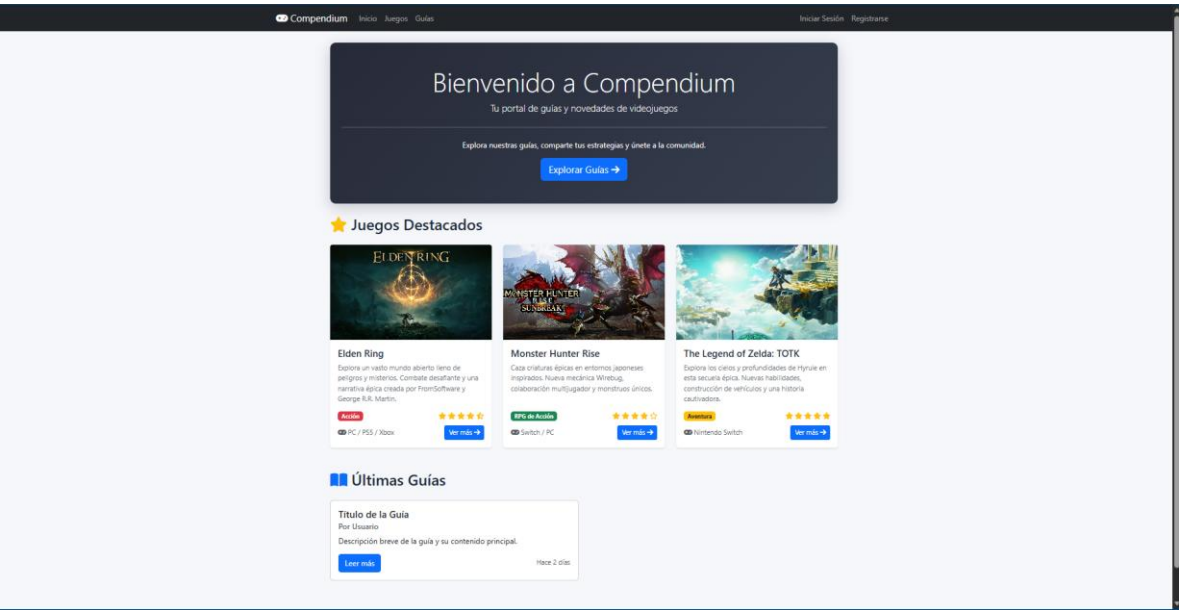 Compendium Inicio Juegos Guías Iniciar Sesión Registrarse
Bienvenido a Compendium
Tu portal de guías y novedades de videojuegos
Explora nuestras guías, comparte tus estrategias y únete a la comunidad.
Explorar Guías →
Juegos Destacados
ELDEN RING
Elden Ring
Explora un vasto mundo abierto lleno de
peligros y misterios. Combate desafiante y una
narrativa épica creada por FromSoftware y
George R.R. Martin.
Acción
PC / PS5 / Xbox Ver más →
MONSTER HUNTER
RISE
SUNBREAK
Monster Hunter Rise
Caza criaturas épicas en entornos japoneses
inspirados. Nueva mecánica Wirebug,
colaboración multijugador y monstruos únicos.
RPG de Acción
Switch / PC Ver más →
The Legend of Zelda: TOTK
Explora los cielos y profundidades de Hyrule en
esta secuela épica. Nuevas habilidades,
construcción de vehículos y una historia
cautivadora.
Aventura
Nintendo Switch Ver más →
Últimas Guías
Título de la Guía
Por Usuario
Descripción breve de la guía y su contenido principal.
Leer más Hace 2 días